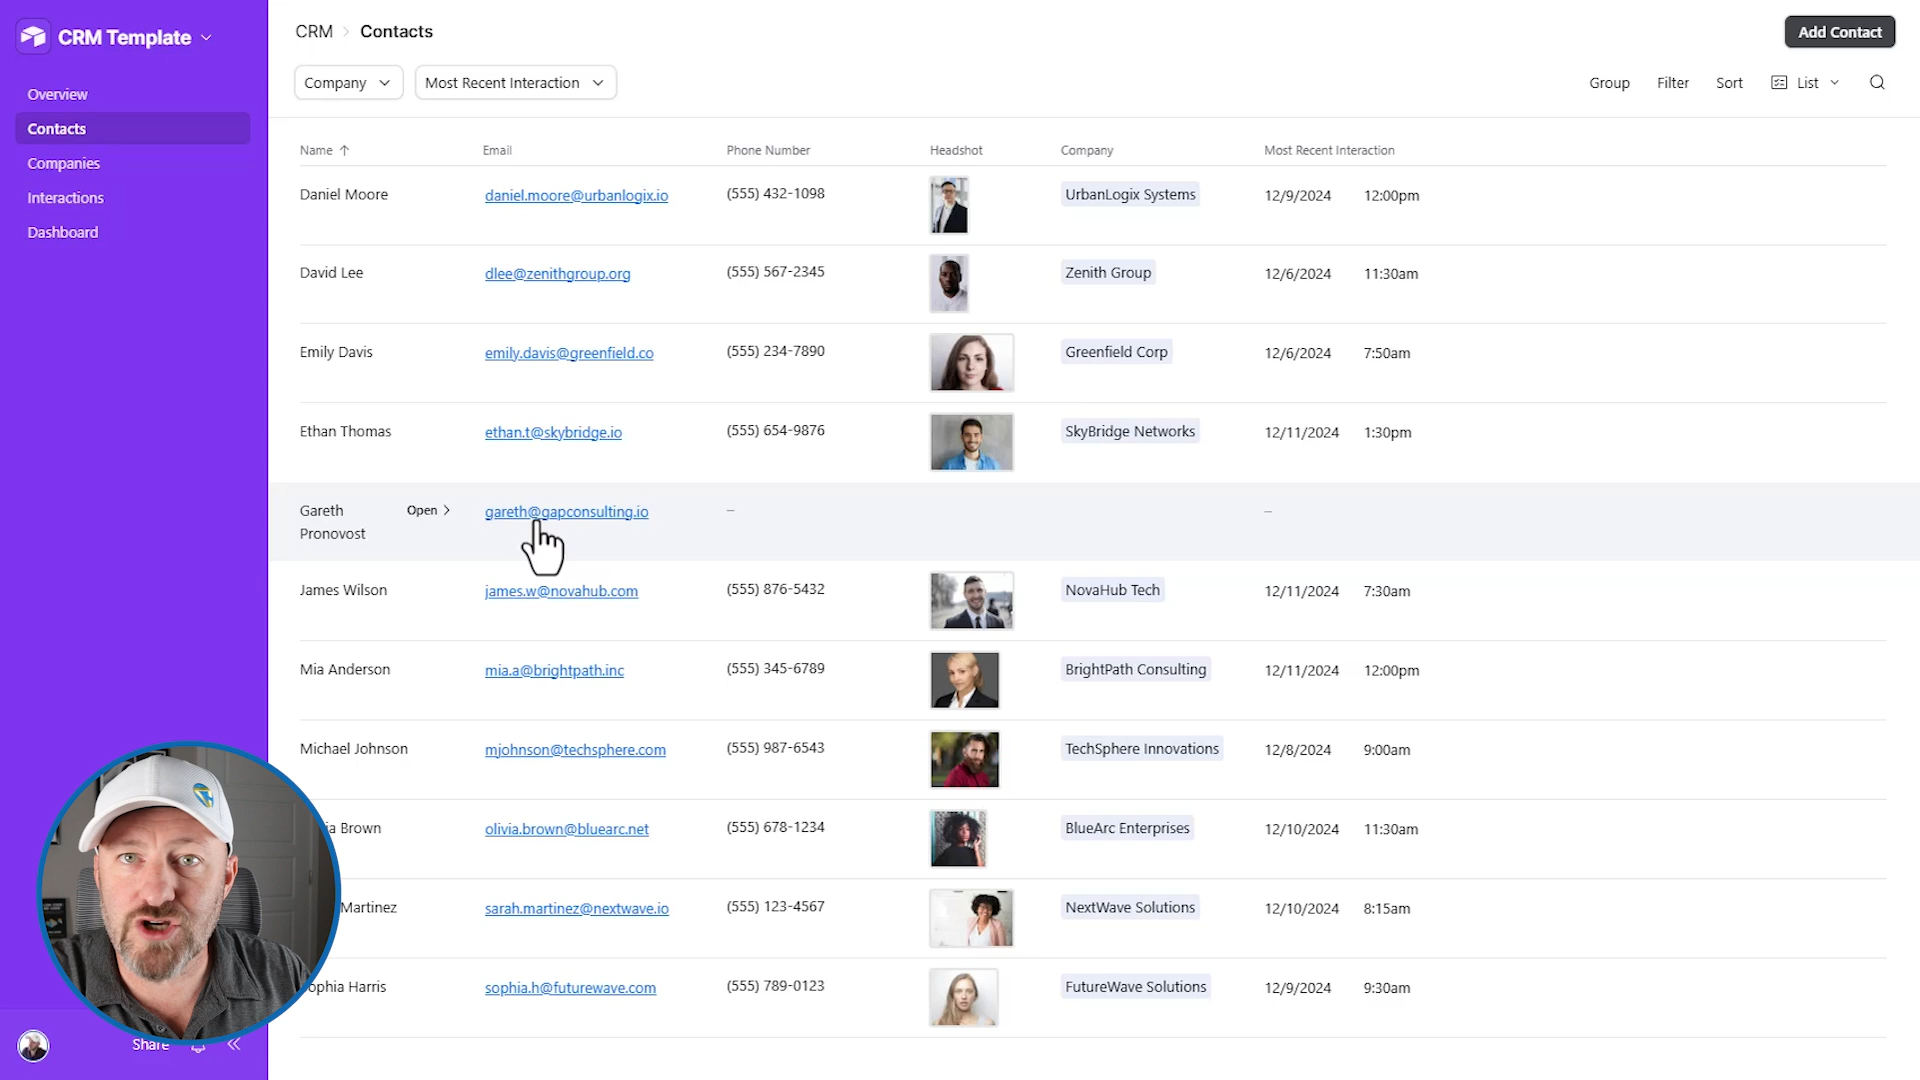 CRM Template
Overview
Contacts
Companies
Interactions
Dashboard
Share
CRM Contacts
Add Contact
Company
Most Recent Interaction
Group Filter Sort List
Name Email Phone Number Headshot Company Most Recent Interaction
Daniel Moore daniel.moore@urbanlogix.io (555) 432-1098 UrbanLogix Systems 12/9/2024 12:00pm
David Lee dlee@zenithgroup.org (555) 567-2345 Zenith Group 12/6/2024 11:30am
Emily Davis emily.davis@greenfield.co (555) 234-7890 Greenfield Corp 12/6/2024 7:50am
Ethan Thomas ethan.t@skybridge.io (555) 654-9876 SkyBridge Networks 12/11/2024 1:30pm
Gareth Open gareth@gapconsulting.io – –
Pronovost
James Wilson james.w@novahub.com (555) 876-5432 NovaHub Tech 12/11/2024 7:30am
Mia Anderson mia.a@brightpath.inc (555) 345-6789 BrightPath Consulting 12/11/2024 12:00pm
Michael Johnson mjohnson@techsphere.com (555) 987-6543 TechSphere Innovations 12/8/2024 9:00am
Brown olivia.brown@bluearc.net (555) 678-1234 BlueArc Enterprises 12/10/2024 11:30am
Martinez sarah.martinez@nextwave.io (555) 123-4567 NextWave Solutions 12/10/2024 8:15am
Harris sophia.h@futurewave.com (555) 789-0123 FutureWave Solutions 12/9/2024 9:30am